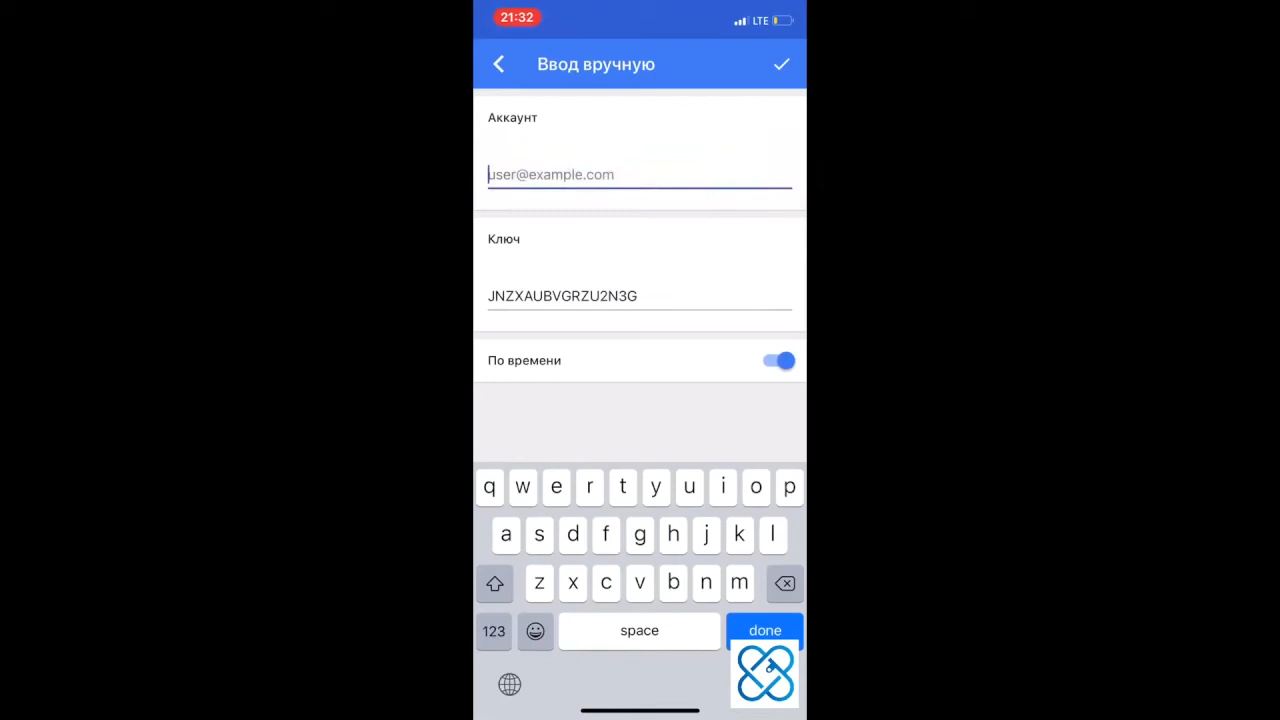 21:32
LTE
Ввод вручную
Аккаунт
user@example.com
Ключ
JNZXAUBVGRZU2N3G
По времени
q w e r t y u i o p
a s d f g h j k l
z x c v b n m
123 space done